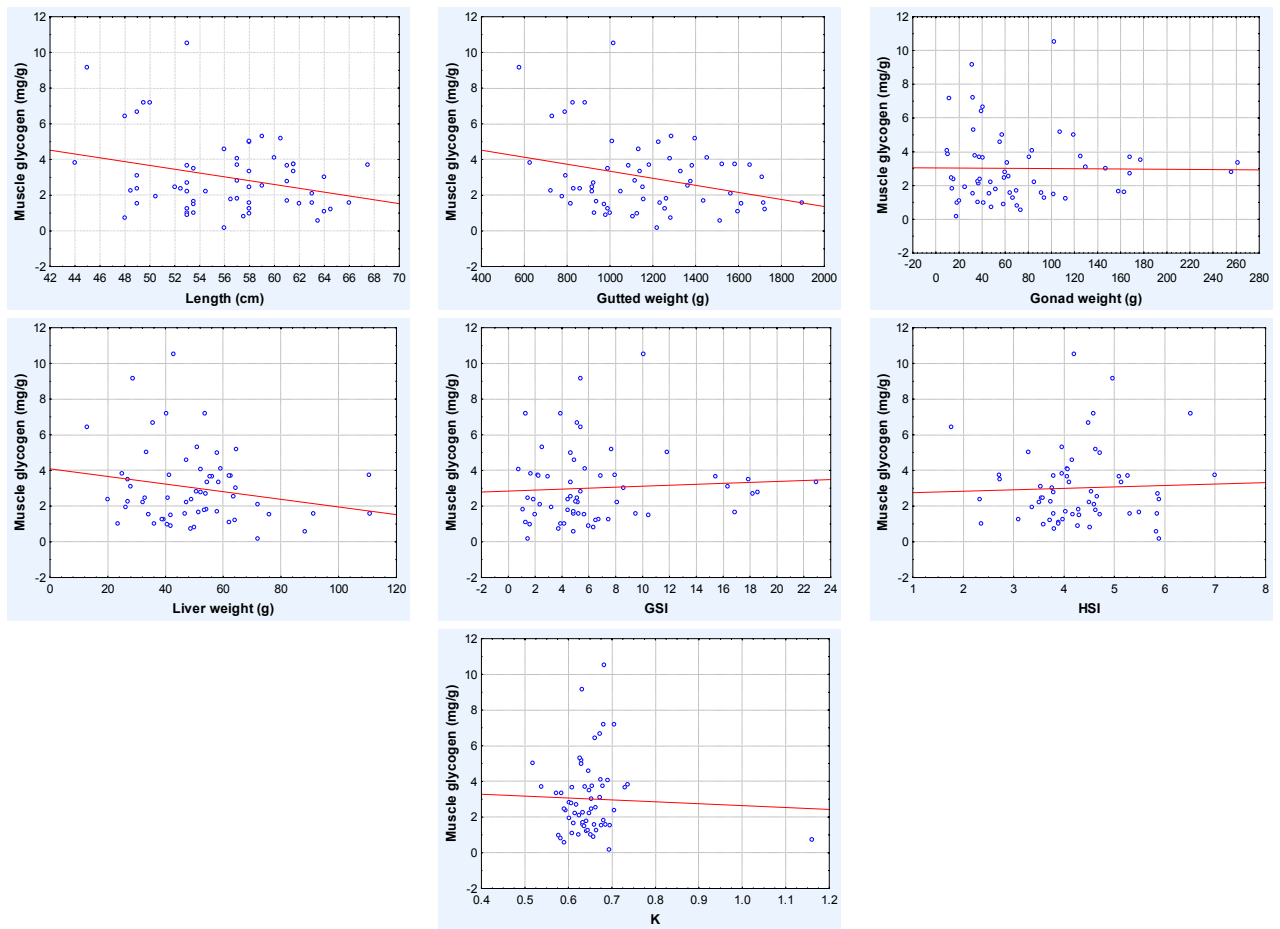 12
10
8
6
4
2
0
-2
Muscle glycogen (mg/g)
42 44 46 48 50 52 54 56 58 60 62 64 66 68 70
Length (cm)
12
10
8
6
4
2
0
-2
Muscle glycogen (mg/g)
400 600 800 1000 1200 1400 1600 1800 2000
Gutted weight (g)
12
10
8
6
4
2
0
-2
Muscle glycogen (mg/g)
-20 0 20 40 60 80 100 120 140 160 180 200 220 240 260 280
Gonad weight (g)
12
10
8
6
4
2
0
-2
Muscle glycogen (mg/g)
0 20 40 60 80 100 120
Liver weight (g)
12
10
8
6
4
2
0
-2
Muscle glycogen (mg/g)
-2 0 2 4 6 8 10 12 14 16 18 20 22 24
GSI
12
10
8
6
4
2
0
-2
Muscle glycogen (mg/g)
1 2 3 4 5 6 7 8
HSI
12
10
8
6
4
2
0
-2
Muscle glycogen (mg/g)
0.4 0.5 0.6 0.7 0.8 0.9 1.0 1.1 1.2
K